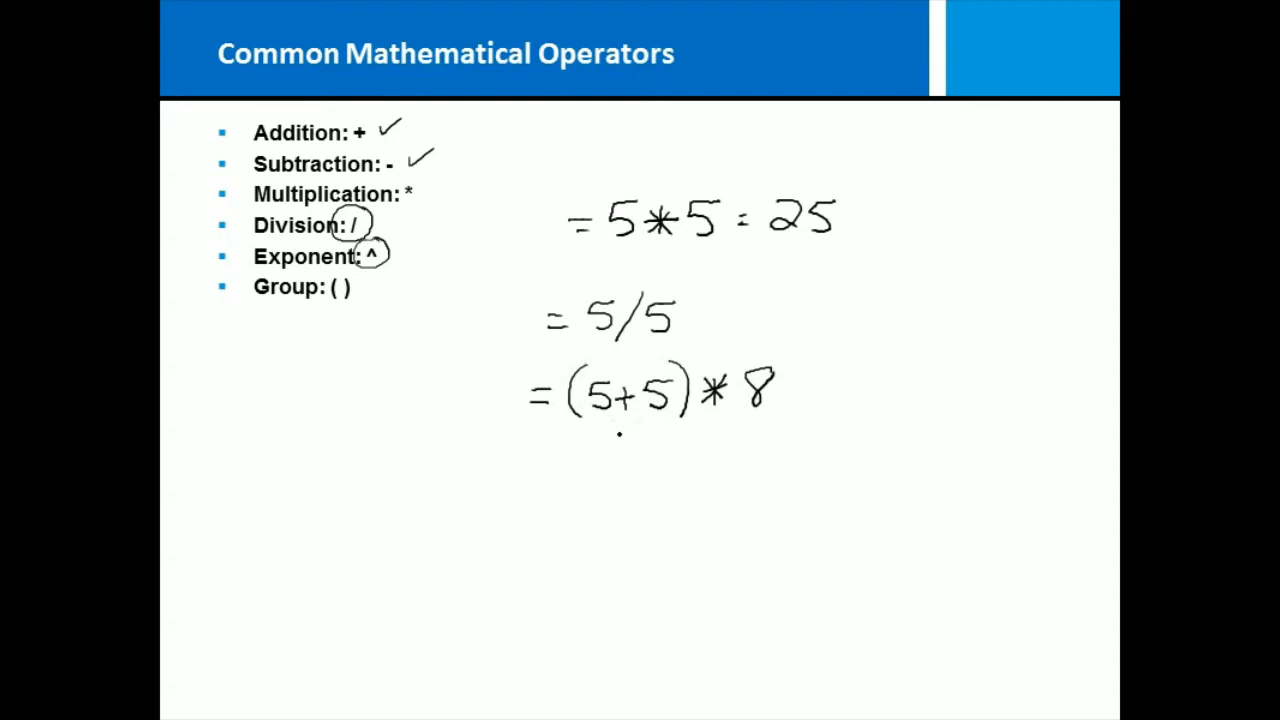 Common Mathematical Operators
Addition: +
Subtraction: -
Multiplication: *
Division: /
Exponent: ^
Group: ( )
= 5 * 5 = 25
= 5/5
= (5+5) * 8